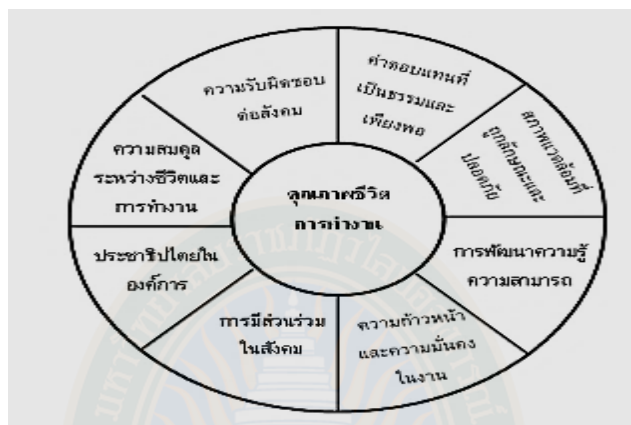 คุณภาพชีวิต
การทำงาน
ค่าตอบแทนที่
เป็นธรรมและ
เพียงพอ
สภาพแวดล้อมที่
ถูกลักษณะและ
ปลอดภัย
การพัฒนาความรู้
ความสามารถ
ความก้าวหน้า
และความมั่นคง
ในงาน
การมีส่วนร่วม
ในสังคม
ประชาธิปไตยใน
องค์การ
ความสมดุล
ระหว่างชีวิตและ
การทำงาน
ความรับผิดชอบ
ต่อสังคม